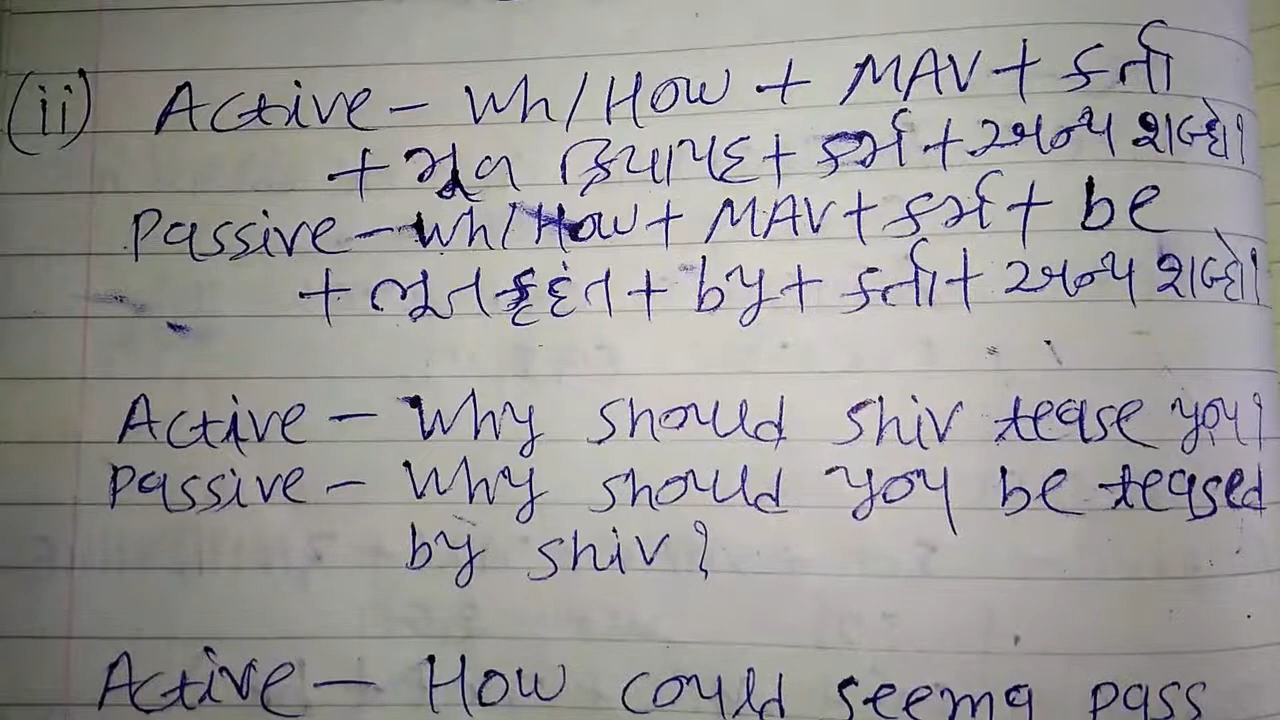 (ii) Active - Wh/How + MAV + કર્તા
+ મૂળ ક્રિયાપદ + કર્મ + અન્ય શબ્દો
Passive - Wh/How + MAV + કર્મ + be
+ ભૂતકૃદંત + by + કર્તા + અન્ય શબ્દો
Active - Why should shiv tease you?
Passive - Why should you be teased
by shiv?
Active - How could seema pass